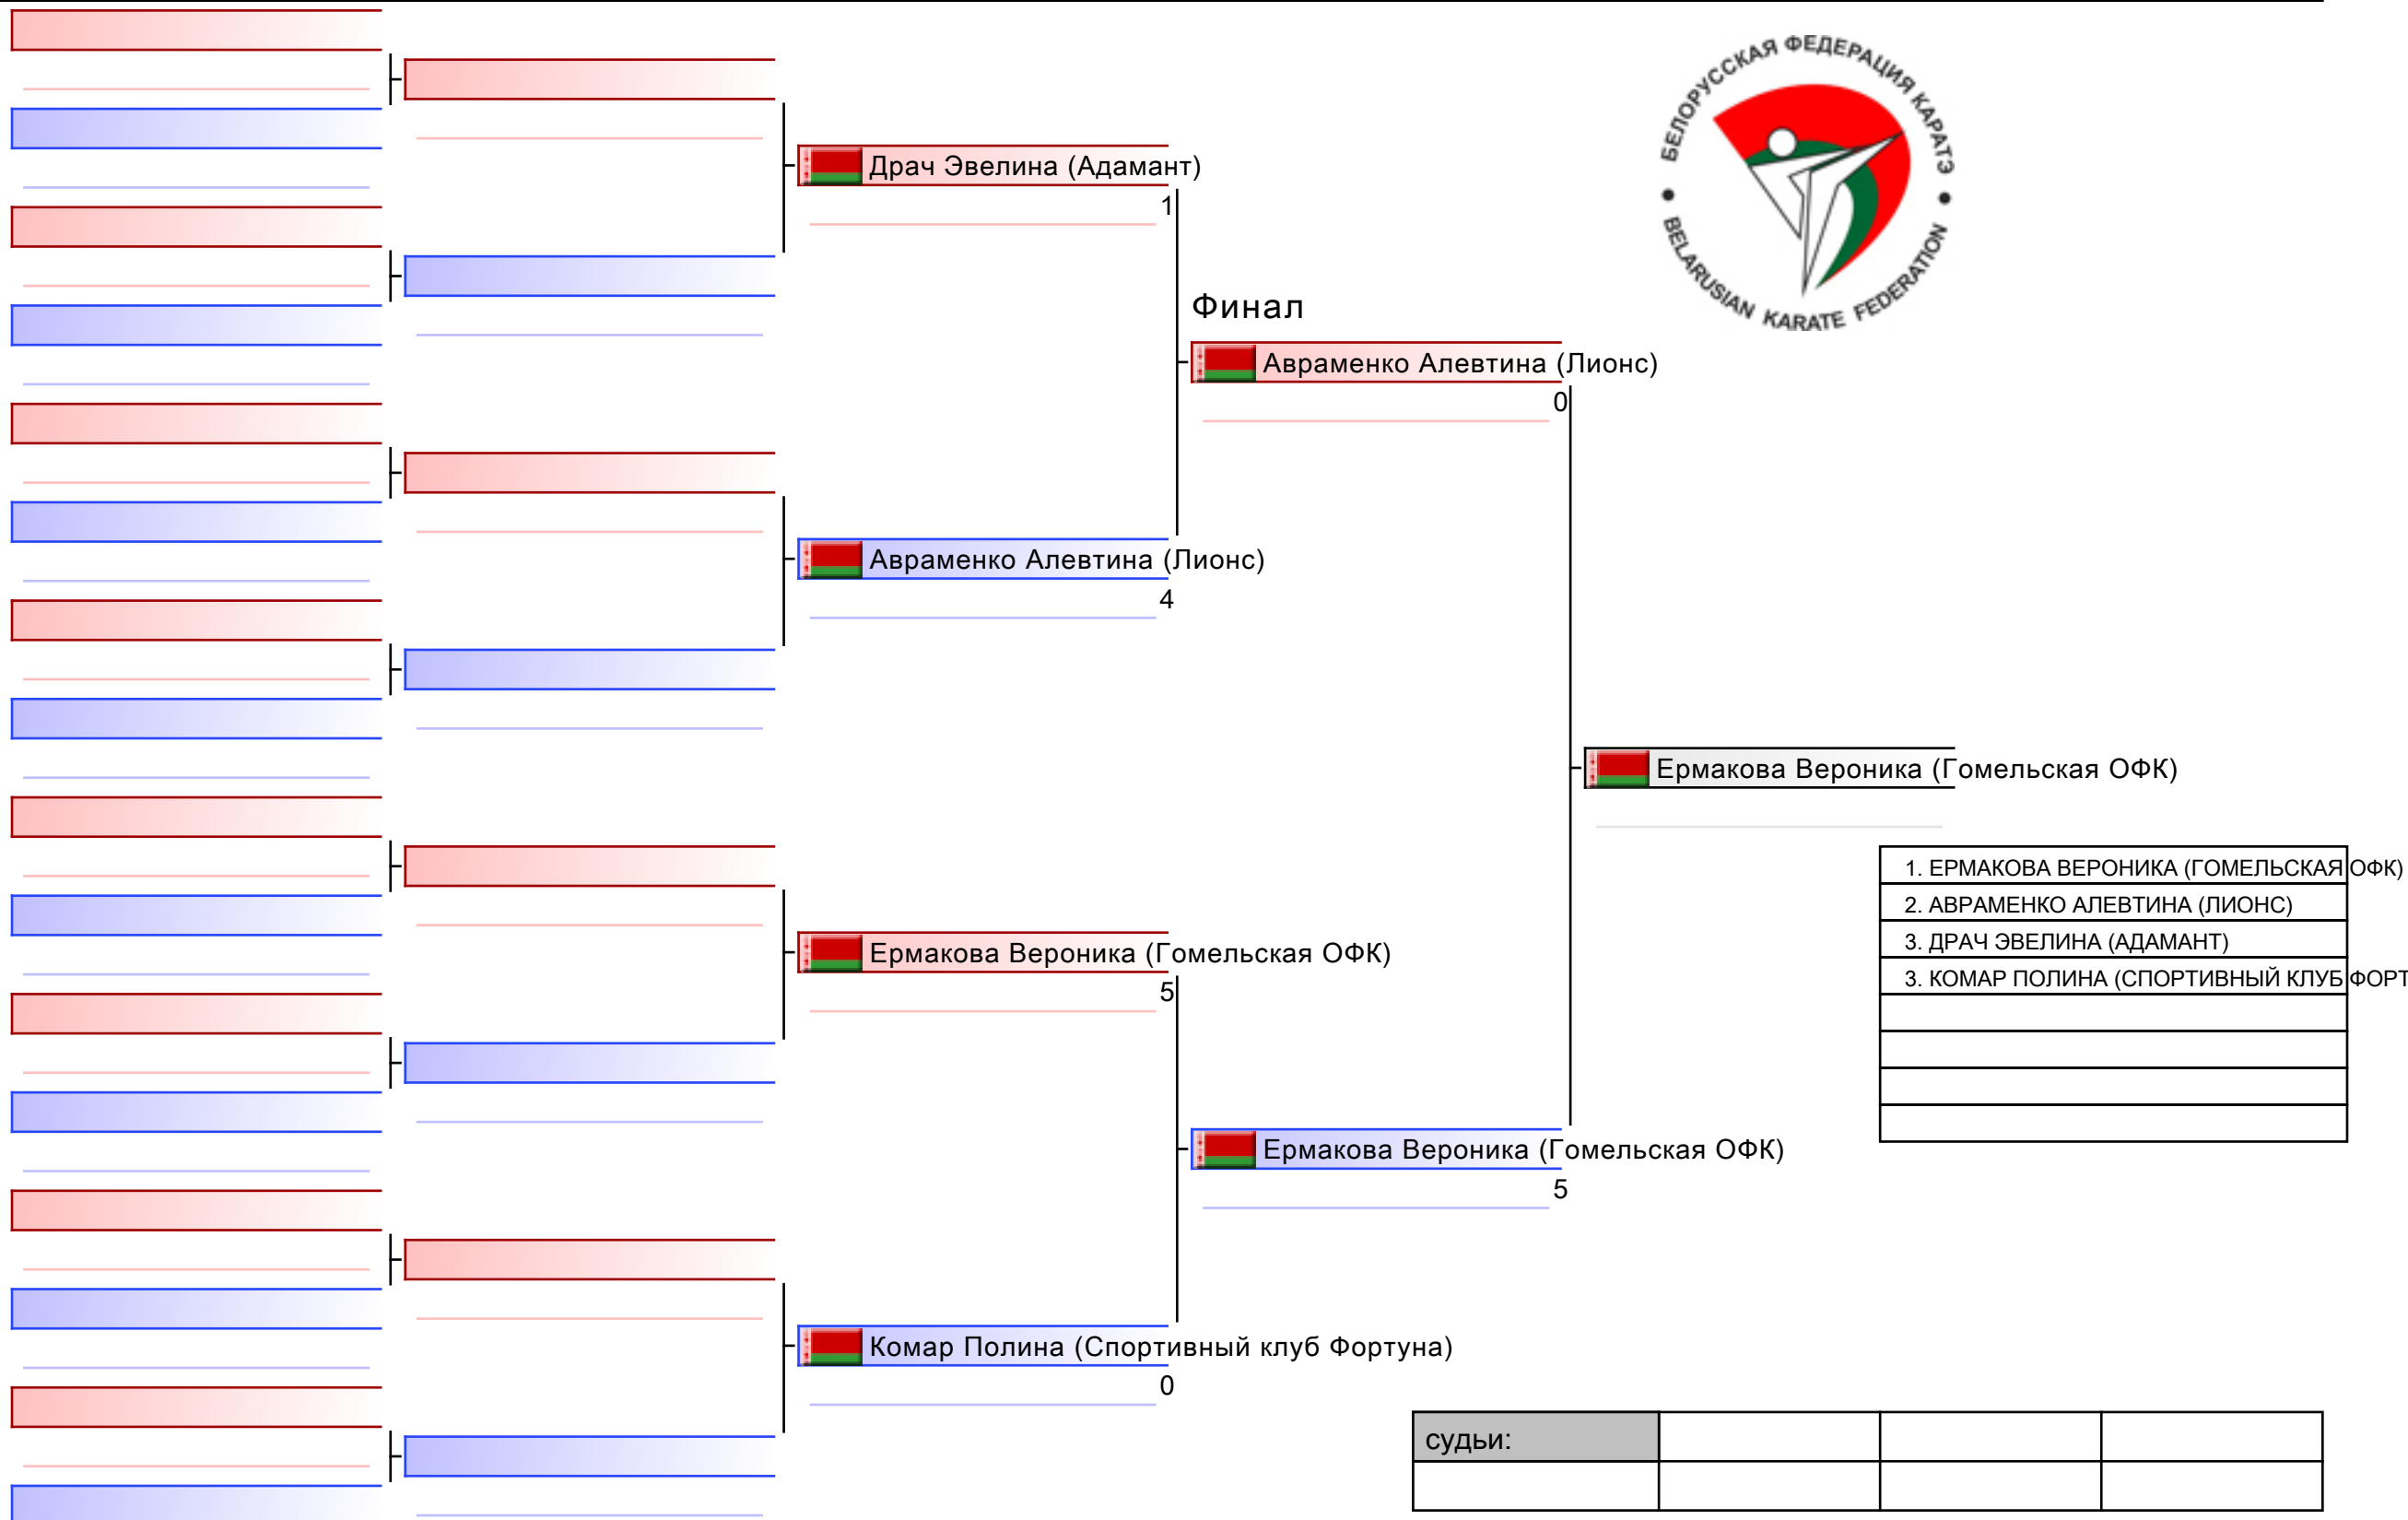 БЕЛОРУССКАЯ ФЕДЕРАЦИЯ КАРАТЭ
BELARUSIAN KARATE FEDERATION
Драч Эвелина (Адамант)
1
Финал
Авраменко Алевтина (Лионс)
0
Авраменко Алевтина (Лионс)
4
Ермакова Вероника (Гомельская ОФК)
1. ЕРМАКОВА ВЕРОНИКА (ГОМЕЛЬСКАЯ ОФК)
2. АВРАМЕНКО АЛЕВТИНА (ЛИОНС)
3. ДРАЧ ЭВЕЛИНА (АДАМАНТ)
3. КОМАР ПОЛИНА (СПОРТИВНЫЙ КЛУБ ФОРТ
Ермакова Вероника (Гомельская ОФК)
5
Ермакова Вероника (Гомельская ОФК)
5
Комар Полина (Спортивный клуб Фортуна)
0
судьи: